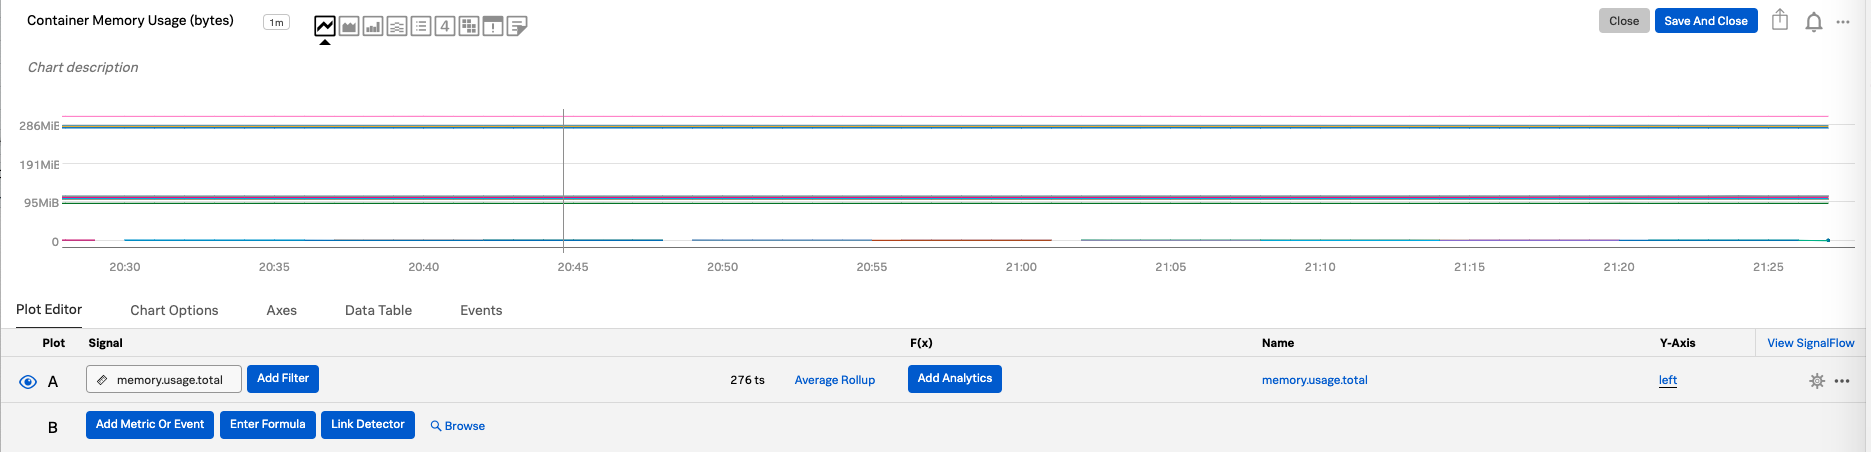 Container Memory Usage (bytes) 1m 4 Close Save And Close
Chart description
286MiB
191MiB
95MiB
0
20:30 20:35 20:40 20:45 20:50 20:55 21:00 21:05 21:10 21:15 21:20 21:25
Plot Editor Chart Options Axes Data Table Events
Plot Signal F(x) Name Y-Axis View SignalFlow
A memory.usage.total Add Filter 276 ts Average Rollup Add Analytics memory.usage.total left
B Add Metric Or Event Enter Formula Link Detector Browse